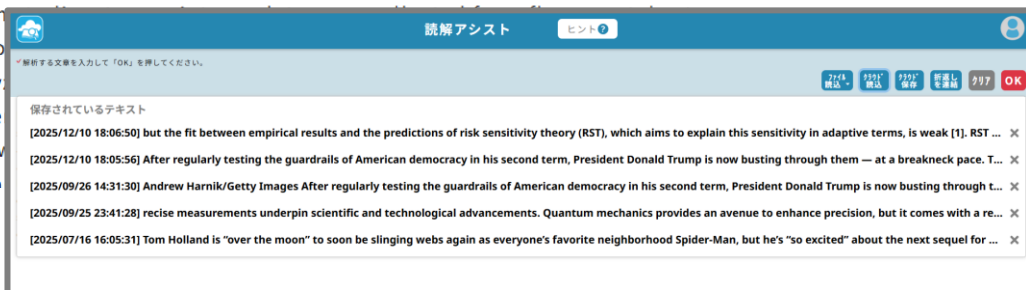 読解アシスト
ヒント?
解析する文章を入力して「OK」を押してください。
ファイル読込
クラウド読込
クラウド保存
折返しを連結
クリア
OK
保存されているテキスト
[2025/12/10 18:06:50] but the fit between empirical results and the predictions of risk sensitivity theory (RST), which aims to explain this sensitivity in adaptive terms, is weak [1]. RST ...
[2025/12/10 18:05:56] After regularly testing the guardrails of American democracy in his second term, President Donald Trump is now busting through them — at a breakneck pace. T...
[2025/09/26 14:31:30] Andrew Harnik/Getty Images After regularly testing the guardrails of American democracy in his second term, President Donald Trump is now busting through t...
[2025/09/25 23:41:28] recise measurements underpin scientific and technological advancements. Quantum mechanics provides an avenue to enhance precision, but it comes with a re...
[2025/07/16 16:05:31] Tom Holland is “over the moon” to soon be slinging webs again as everyone’s favorite neighborhood Spider-Man, but he’s “so excited” about the next sequel for ...